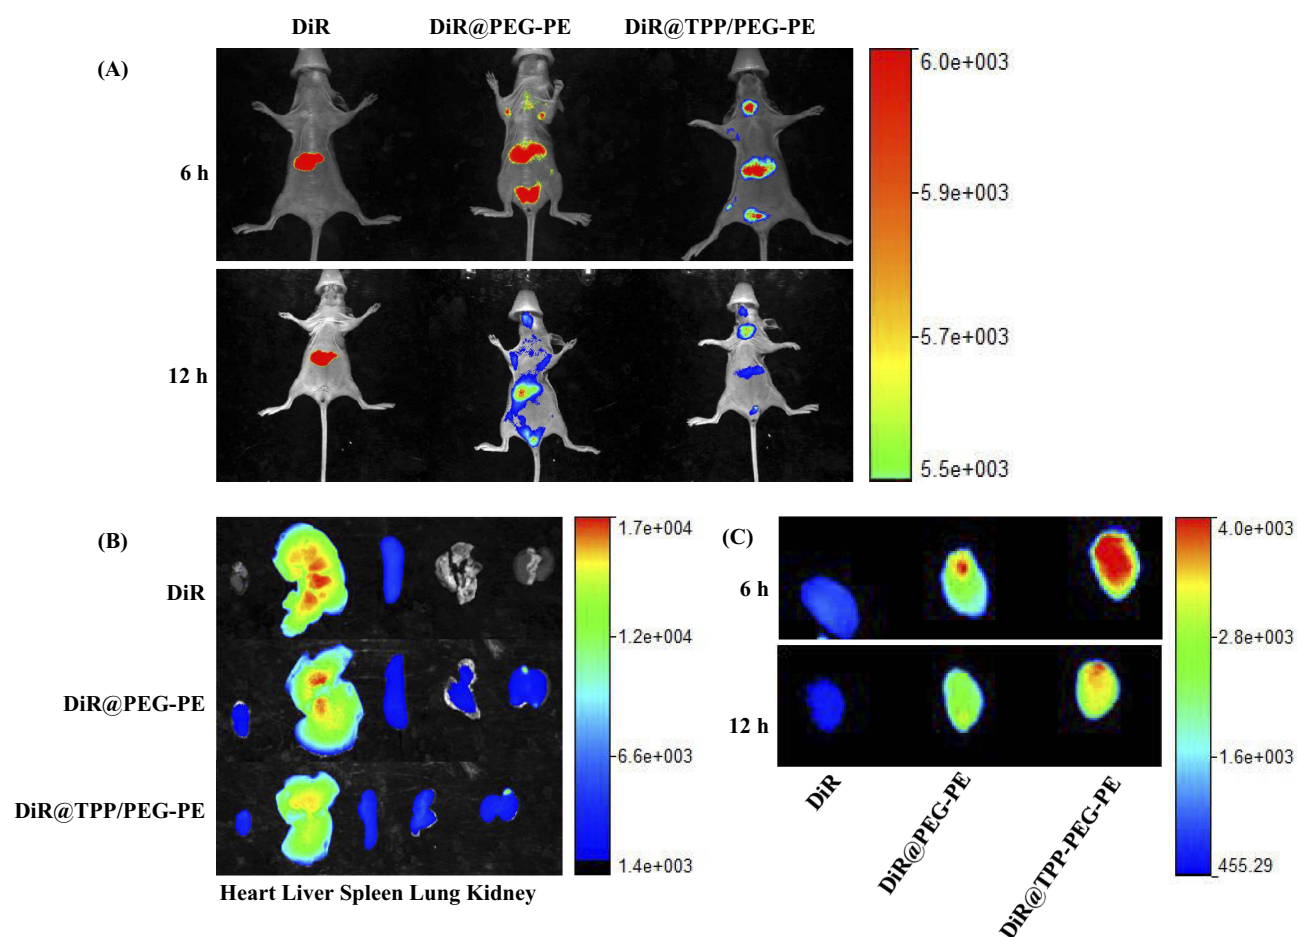 DiR DiR@PEG-PE DiR@TPP/PEG-PE
(A)
6 h
12 h
6.0e+003
5.9e+003
5.7e+003
5.5e+003
(B)
DiR
DiR@PEG-PE
DiR@TPP/PEG-PE
Heart Liver Spleen Lung Kidney
1.7e+004
1.2e+004
6.6e+003
1.4e+003
(C)
6 h
12 h
DiR
DiR@PEG-PE
DiR@TPP-PEG-PE
4.0e+003
2.8e+003
1.6e+003
455.29